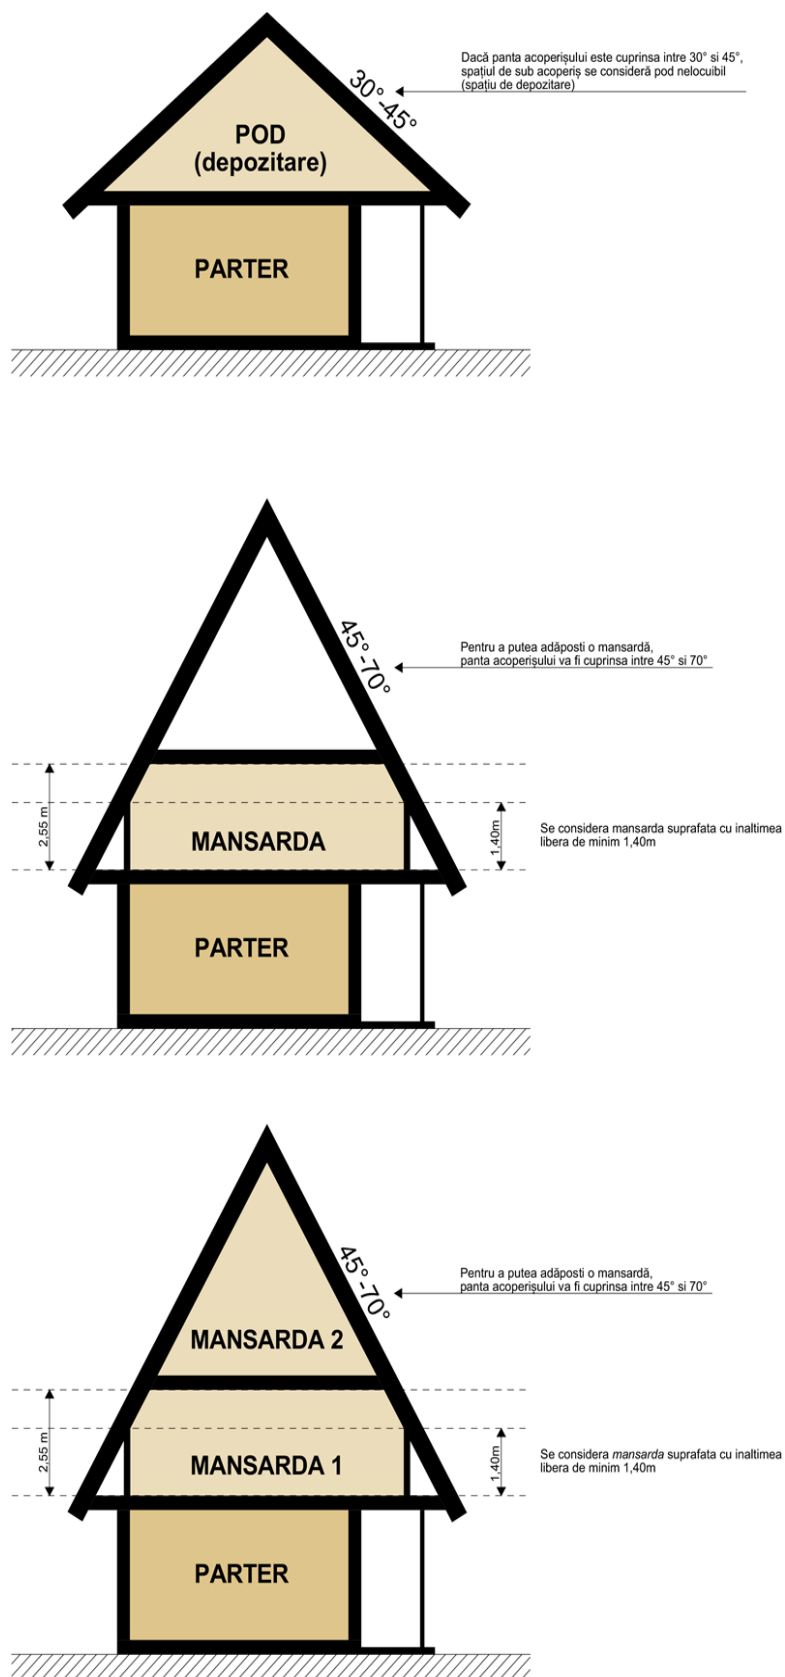 Dacă panta acoperișului este cuprinsa intre 30° si 45°,
spațiul de sub acoperiș se consideră pod nelocuibil
(spațiu de depozitare)
30°-45°
POD
(depozitare)
PARTER
45°-70°
Pentru a putea adăposti o mansardă,
panta acoperișului va fi cuprinsa intre 45° si 70°
2,55 m
1,40m
Se considera mansarda suprafata cu inaltimea
libera de minim 1,40m
MANSARDA
PARTER
45°-70°
Pentru a putea adăposti o mansardă,
panta acoperișului va fi cuprinsa intre 45° si 70°
MANSARDA 2
2,55 m
1,40m
Se considera mansarda suprafata cu inaltimea
libera de minim 1,40m
MANSARDA 1
PARTER